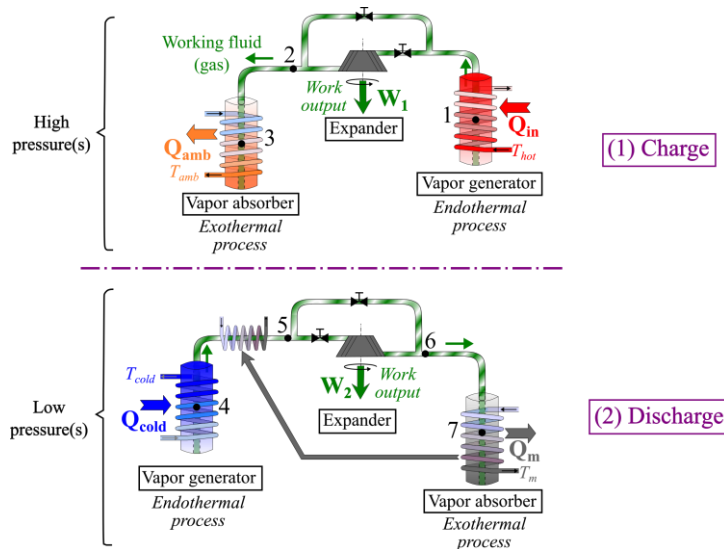 Working fluid
(gas)
2
Work
output
W1
Expander
High
pressure(s)
1
Qin
Thot
3
Qamb
Tamb
(1) Charge
Vapor generator
Endothermal
process
Vapor absorber
Exothermal
process
5
6
Tcold
Work
output
W2
Low
pressure(s)
Qcold
4
Expander
7
Qm
Tm
(2) Discharge
Vapor generator
Endothermal
process
Vapor absorber
Exothermal
process